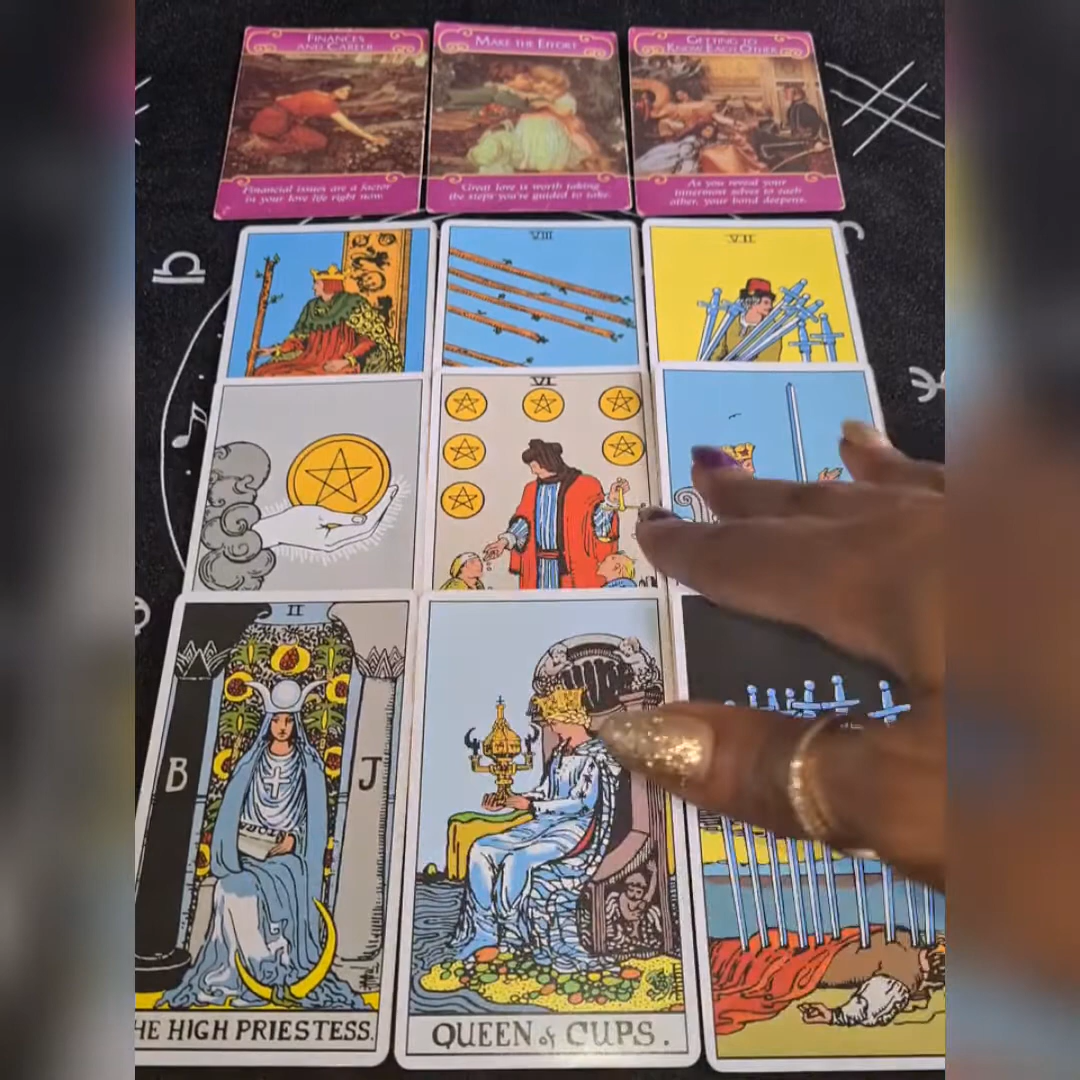 FINANCES
AND CAREER
MAKE THE EFFORT
GETTING TO
KNOW EACH OTHER
Financial issues are a factor
in your love life right now.
Great love is worth taking
the steps you're guided to take.
As you reveal your
innermost selves to each
other, your bond deepens.
VIII
VII
VI
II
B
J
TORA
HE HIGH PRIESTESS.
QUEEN of CUPS.